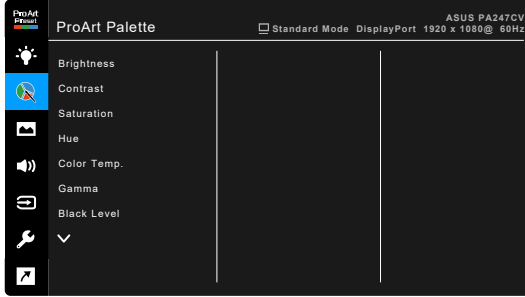 ProArt
Preset
ProArt Palette
ASUS PA247CV
Standard Mode DisplayPort 1920 x 1080@ 60Hz
Brightness
Contrast
Saturation
Hue
Color Temp.
Gamma
Black Level